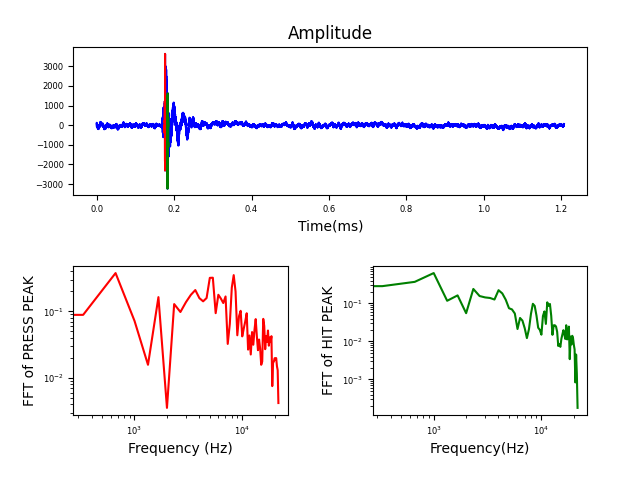 Amplitude
3000
2000
1000
0
−1000
−2000
−3000
0.0 0.2 0.4 0.6 0.8 1.0 1.2
Time(ms)
FFT of PRESS PEAK
10⁻¹
10⁻²
10³ 10⁴
Frequency (Hz)
FFT of HIT PEAK
10⁻¹
10⁻²
10⁻³
10³ 10⁴
Frequency(Hz)